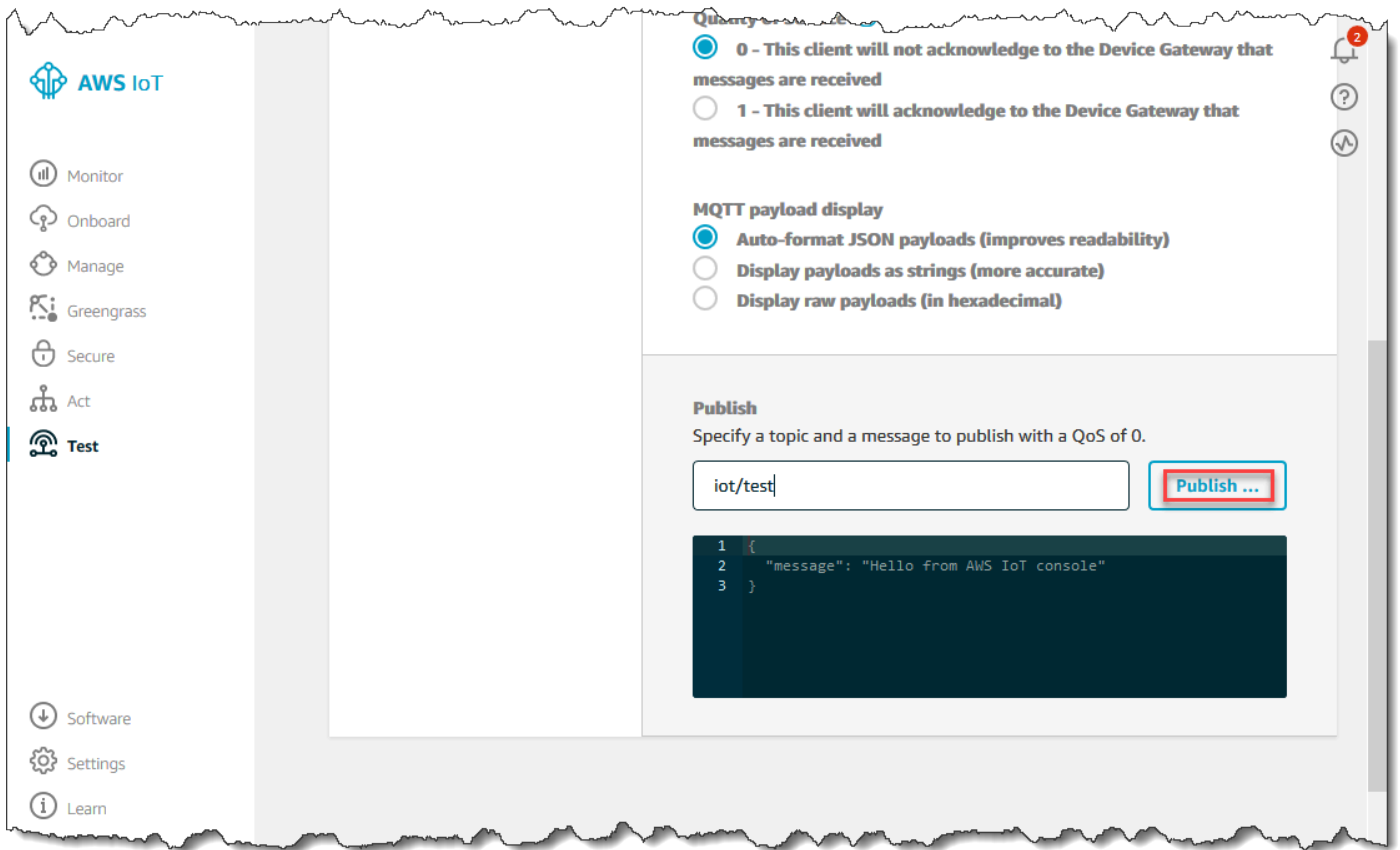 AWS IoT
Monitor
Onboard
Manage
Greengrass
Secure
Act
Test
Software
Settings
Learn
0 - This client will not acknowledge to the Device Gateway that
messages are received
1 - This client will acknowledge to the Device Gateway that
messages are received
MQTT payload display
Auto-format JSON payloads (improves readability)
Display payloads as strings (more accurate)
Display raw payloads (in hexadecimal)
Publish
Specify a topic and a message to publish with a QoS of 0.
iot/test
Publish ...
1 {
2 "message": "Hello from AWS IoT console"
3 }
2